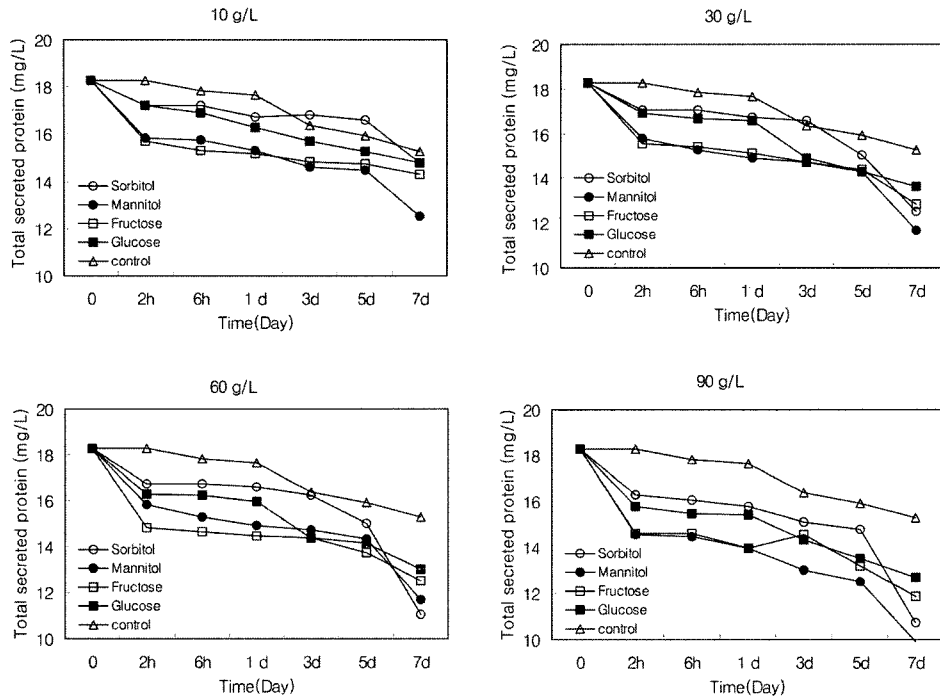 10 g/L
Total secreted protein (mg/L)
20
18
16
14
12
10
Sorbitol
Mannitol
Fructose
Glucose
control
0 2h 6h 1 d 3d 5d 7d
Time(Day)
30 g/L
Total secreted protein (mg/L)
20
18
16
14
12
10
Sorbitol
Mannitol
Fructose
Glucose
control
0 2h 6h 1 d 3d 5d 7d
Time(Day)
60 g/L
Total secreted protein (mg/L)
20
18
16
14
12
10
Sorbitol
Mannitol
Fructose
Glucose
control
0 2h 6h 1 d 3d 5d 7d
Time(Day)
90 g/L
Total secreted protein (mg/L)
20
18
16
14
12
10
Sorbitol
Mannitol
Fructose
Glucose
control
0 2h 6h 1 d 3d 5d 7d
Time(Day)